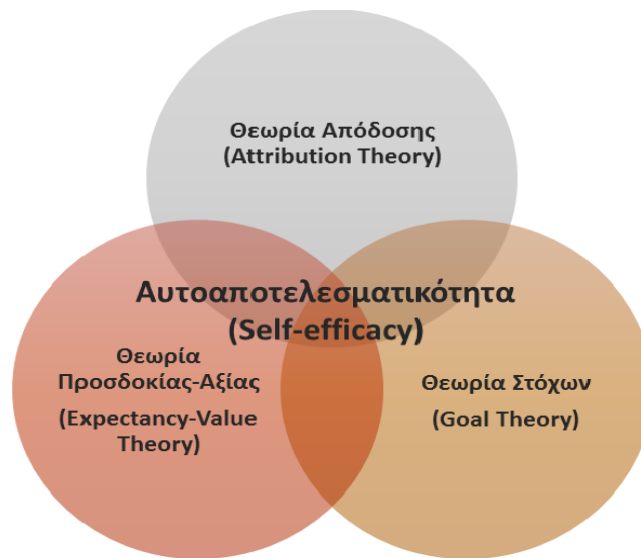 Θεωρία Απόδοσης
(Attribution Theory)
Αυτοαποτελεσματικότητα
(Self-efficacy)
Θεωρία
Προσδοκίας-Αξίας
(Expectancy-Value
Theory)
Θεωρία Στόχων
(Goal Theory)